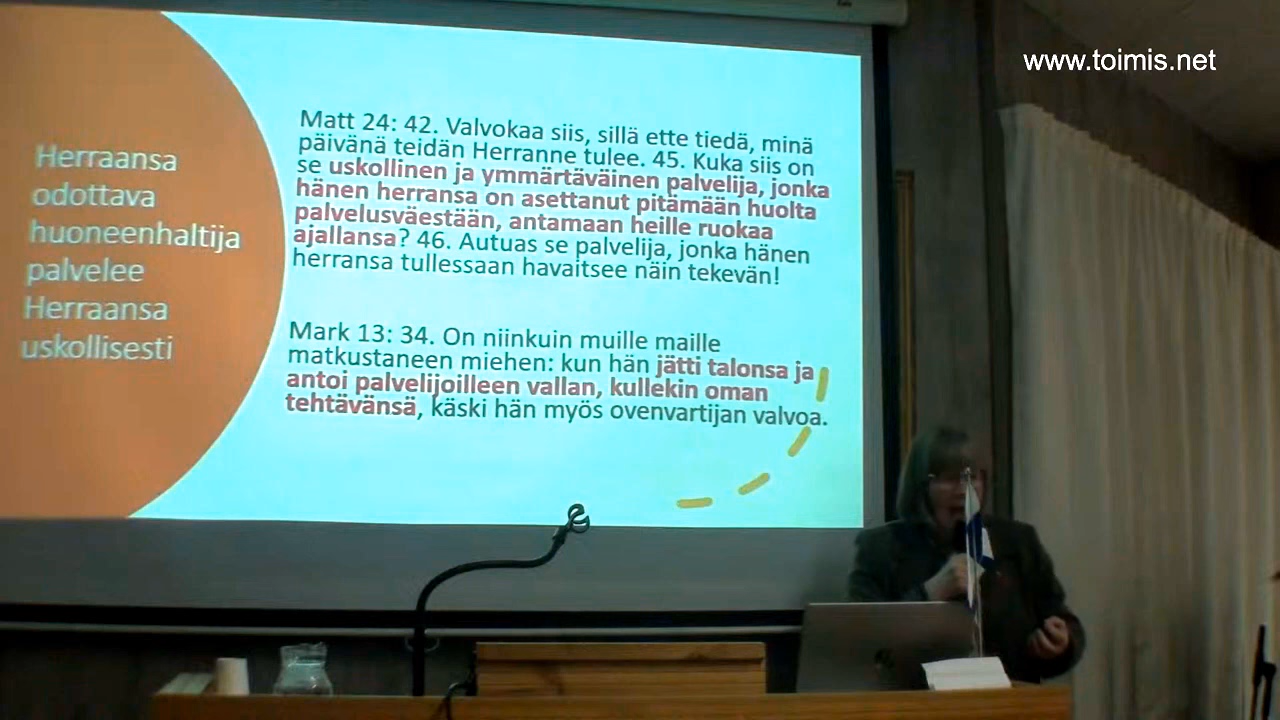 www.toimis.net
Herraansa
odottava
huoneenhaltija
palvelee
Herraansa
uskollisesti
Matt 24: 42. Valvokaa siis, sillä ette tiedä, minä
päivänä teidän Herranne tulee. 45. Kuka siis on
se uskollinen ja ymmärtäväinen palvelija, jonka
hänen herransa on asettanut pitämään huolta
palvelusväestään, antamaan heille ruokaa
ajallansa? 46. Autuas se palvelija, jonka hänen
herransa tullessaan havaitsee näin tekevän!
Mark 13: 34. On niinkuin muille maille
matkustaneen miehen: kun hän jätti talonsa ja
antoi palvelijoilleen vallan, kullekin oman
tehtävänsä, käski hän myös ovenvartijan valvoa.